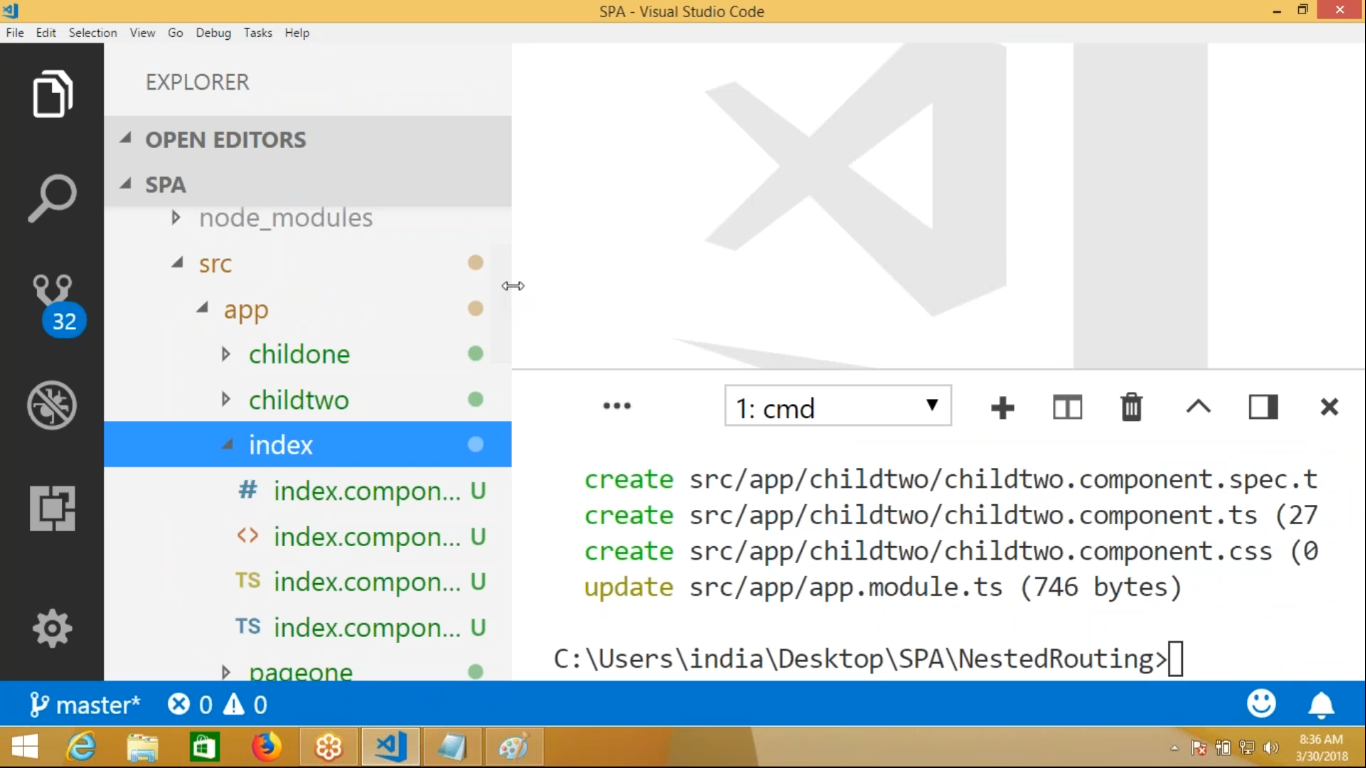 SPA - Visual Studio Code
File Edit Selection View Go Debug Tasks Help
EXPLORER
OPEN EDITORS
SPA
node_modules
src
app
childone
childtwo
index
# index.compon... U
<> index.compon... U
TS index.compon... U
TS index.compon... U
pageone
32
... 1: cmd
create src/app/childtwo/childtwo.component.spec.t
create src/app/childtwo/childtwo.component.ts (27
create src/app/childtwo/childtwo.component.css (0
update src/app/app.module.ts (746 bytes)
C:\Users\india\Desktop\SPA\NestedRouting>
master* 0 0
8:36 AM
3/30/2018